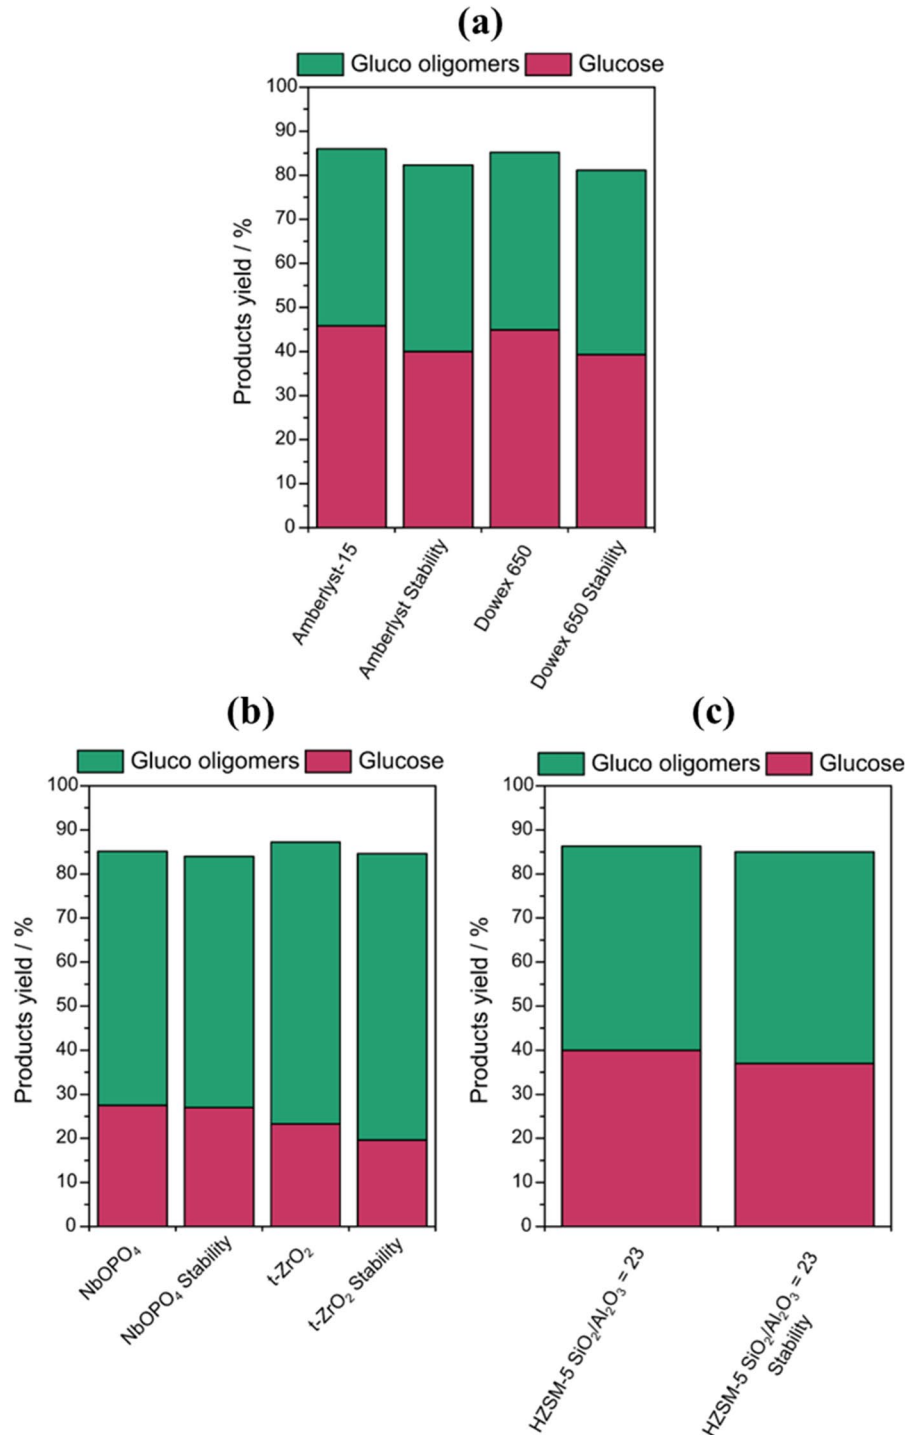 (a)
Gluco oligomers Glucose
100
90
80
70
60
50
40
30
20
10
0
Products yield / %
Amberlyst-15
Amberlyst Stability
Dowex 650
Dowex 650 Stability
(b)
Gluco oligomers Glucose
100
90
80
70
60
50
40
30
20
10
0
Products yield / %
NbOPO₄
NbOPO₄ Stability
t-ZrO₂
t-ZrO₂ Stability
(c)
Gluco oligomers Glucose
100
90
80
70
60
50
40
30
20
10
0
Products yield / %
HZSM-5 SiO₂/Al₂O₃ = 23
HZSM-5 SiO₂/Al₂O₃ = 23
Stability